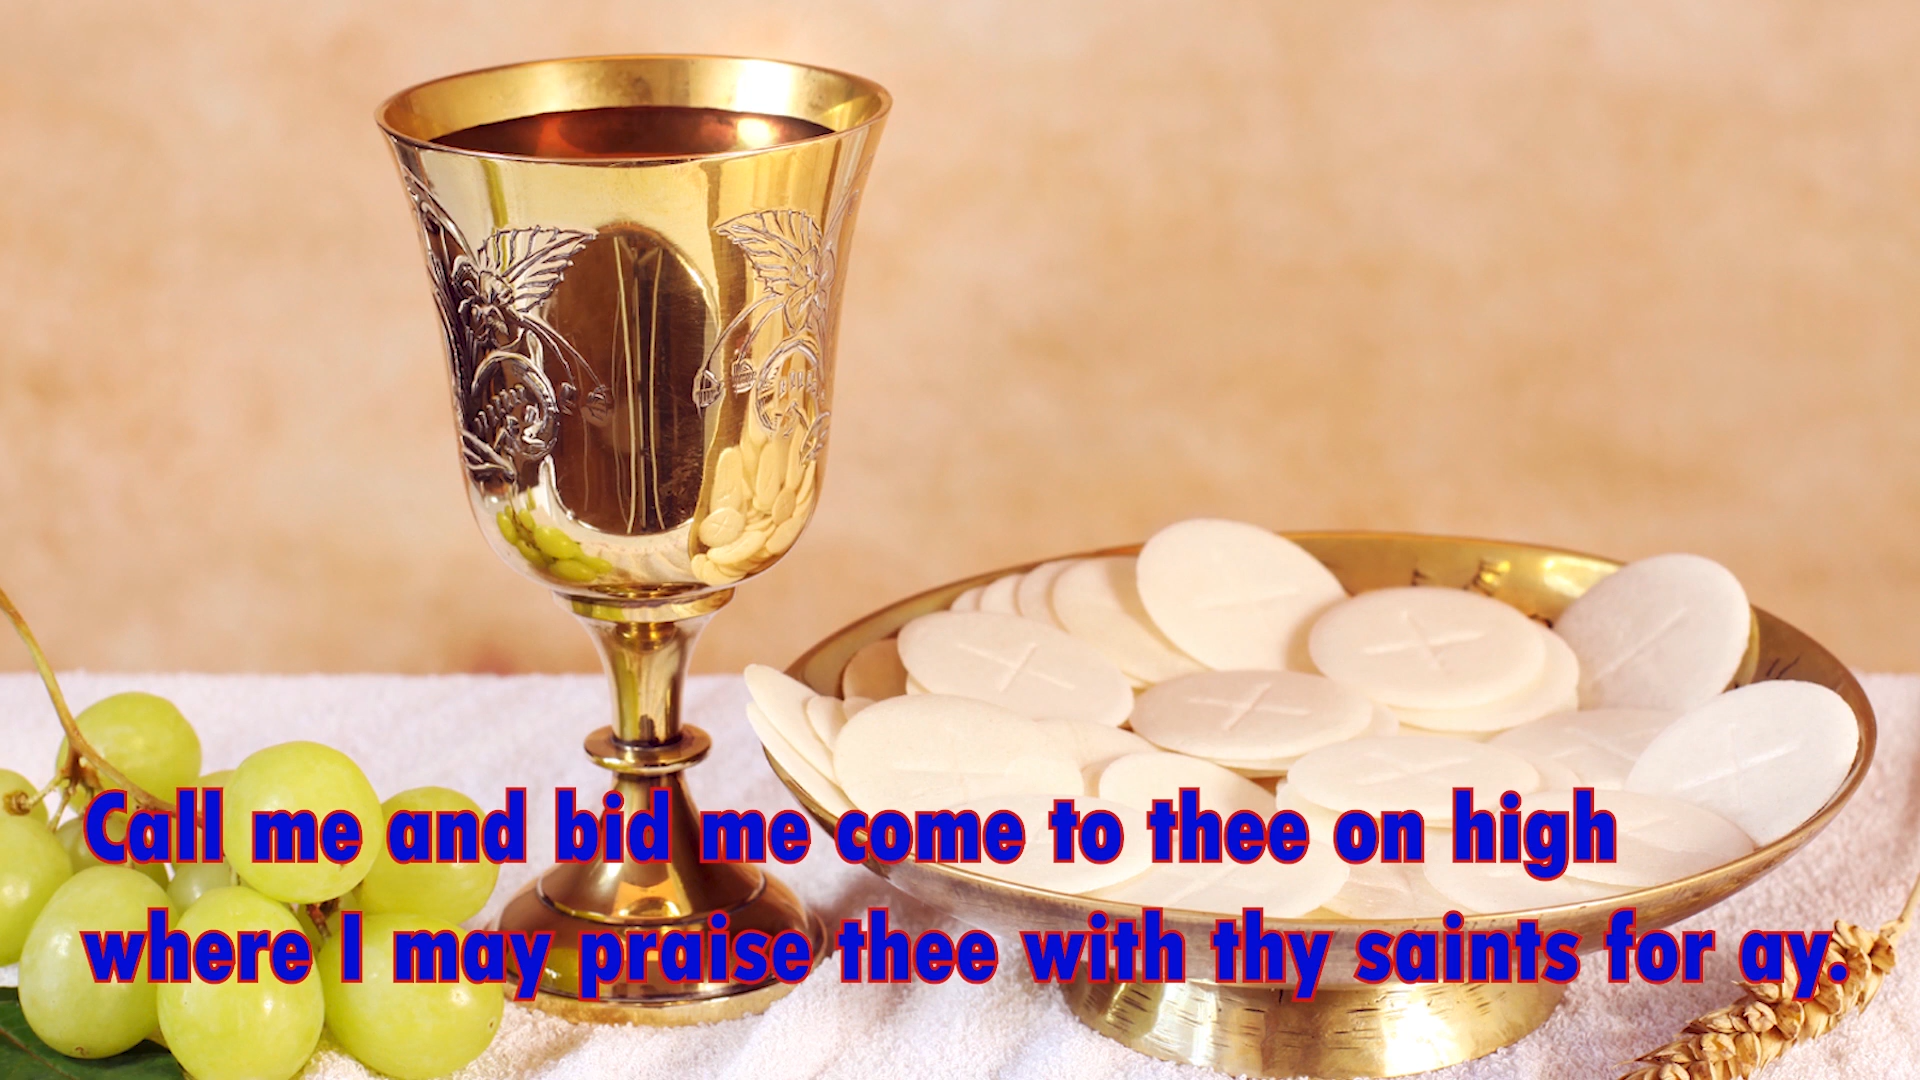 Call me and bid me come to thee on high
where I may praise thee with thy saints for ay.